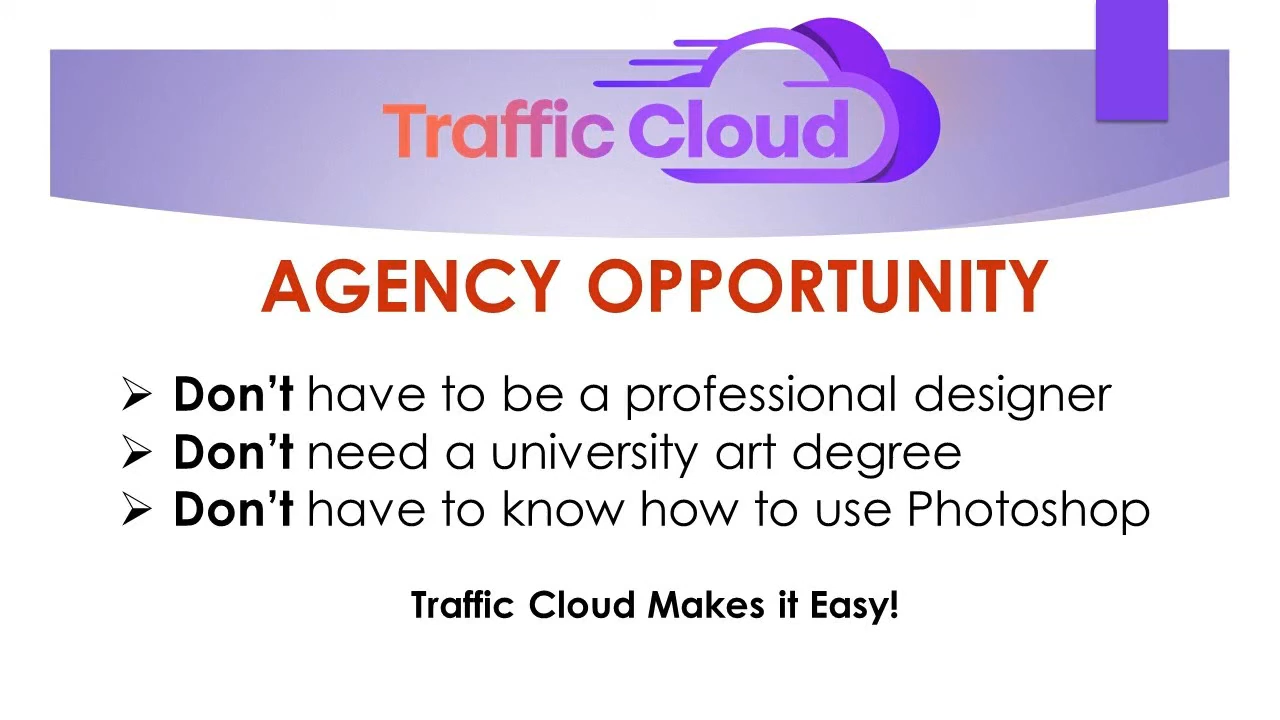 Traffic Cloud
AGENCY OPPORTUNITY
➢ Don’t have to be a professional designer
➢ Don’t need a university art degree
➢ Don’t have to know how to use Photoshop
Traffic Cloud Makes it Easy!